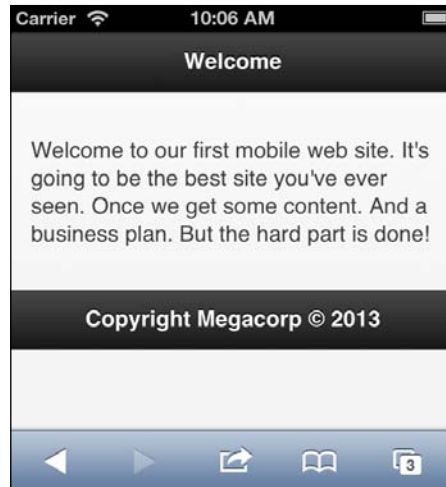 Carrier 10:06 AM
Welcome
Welcome to our first mobile web site. It's
going to be the best site you've ever
seen. Once we get some content. And a
business plan. But the hard part is done!
Copyright Megacorp © 2013
3